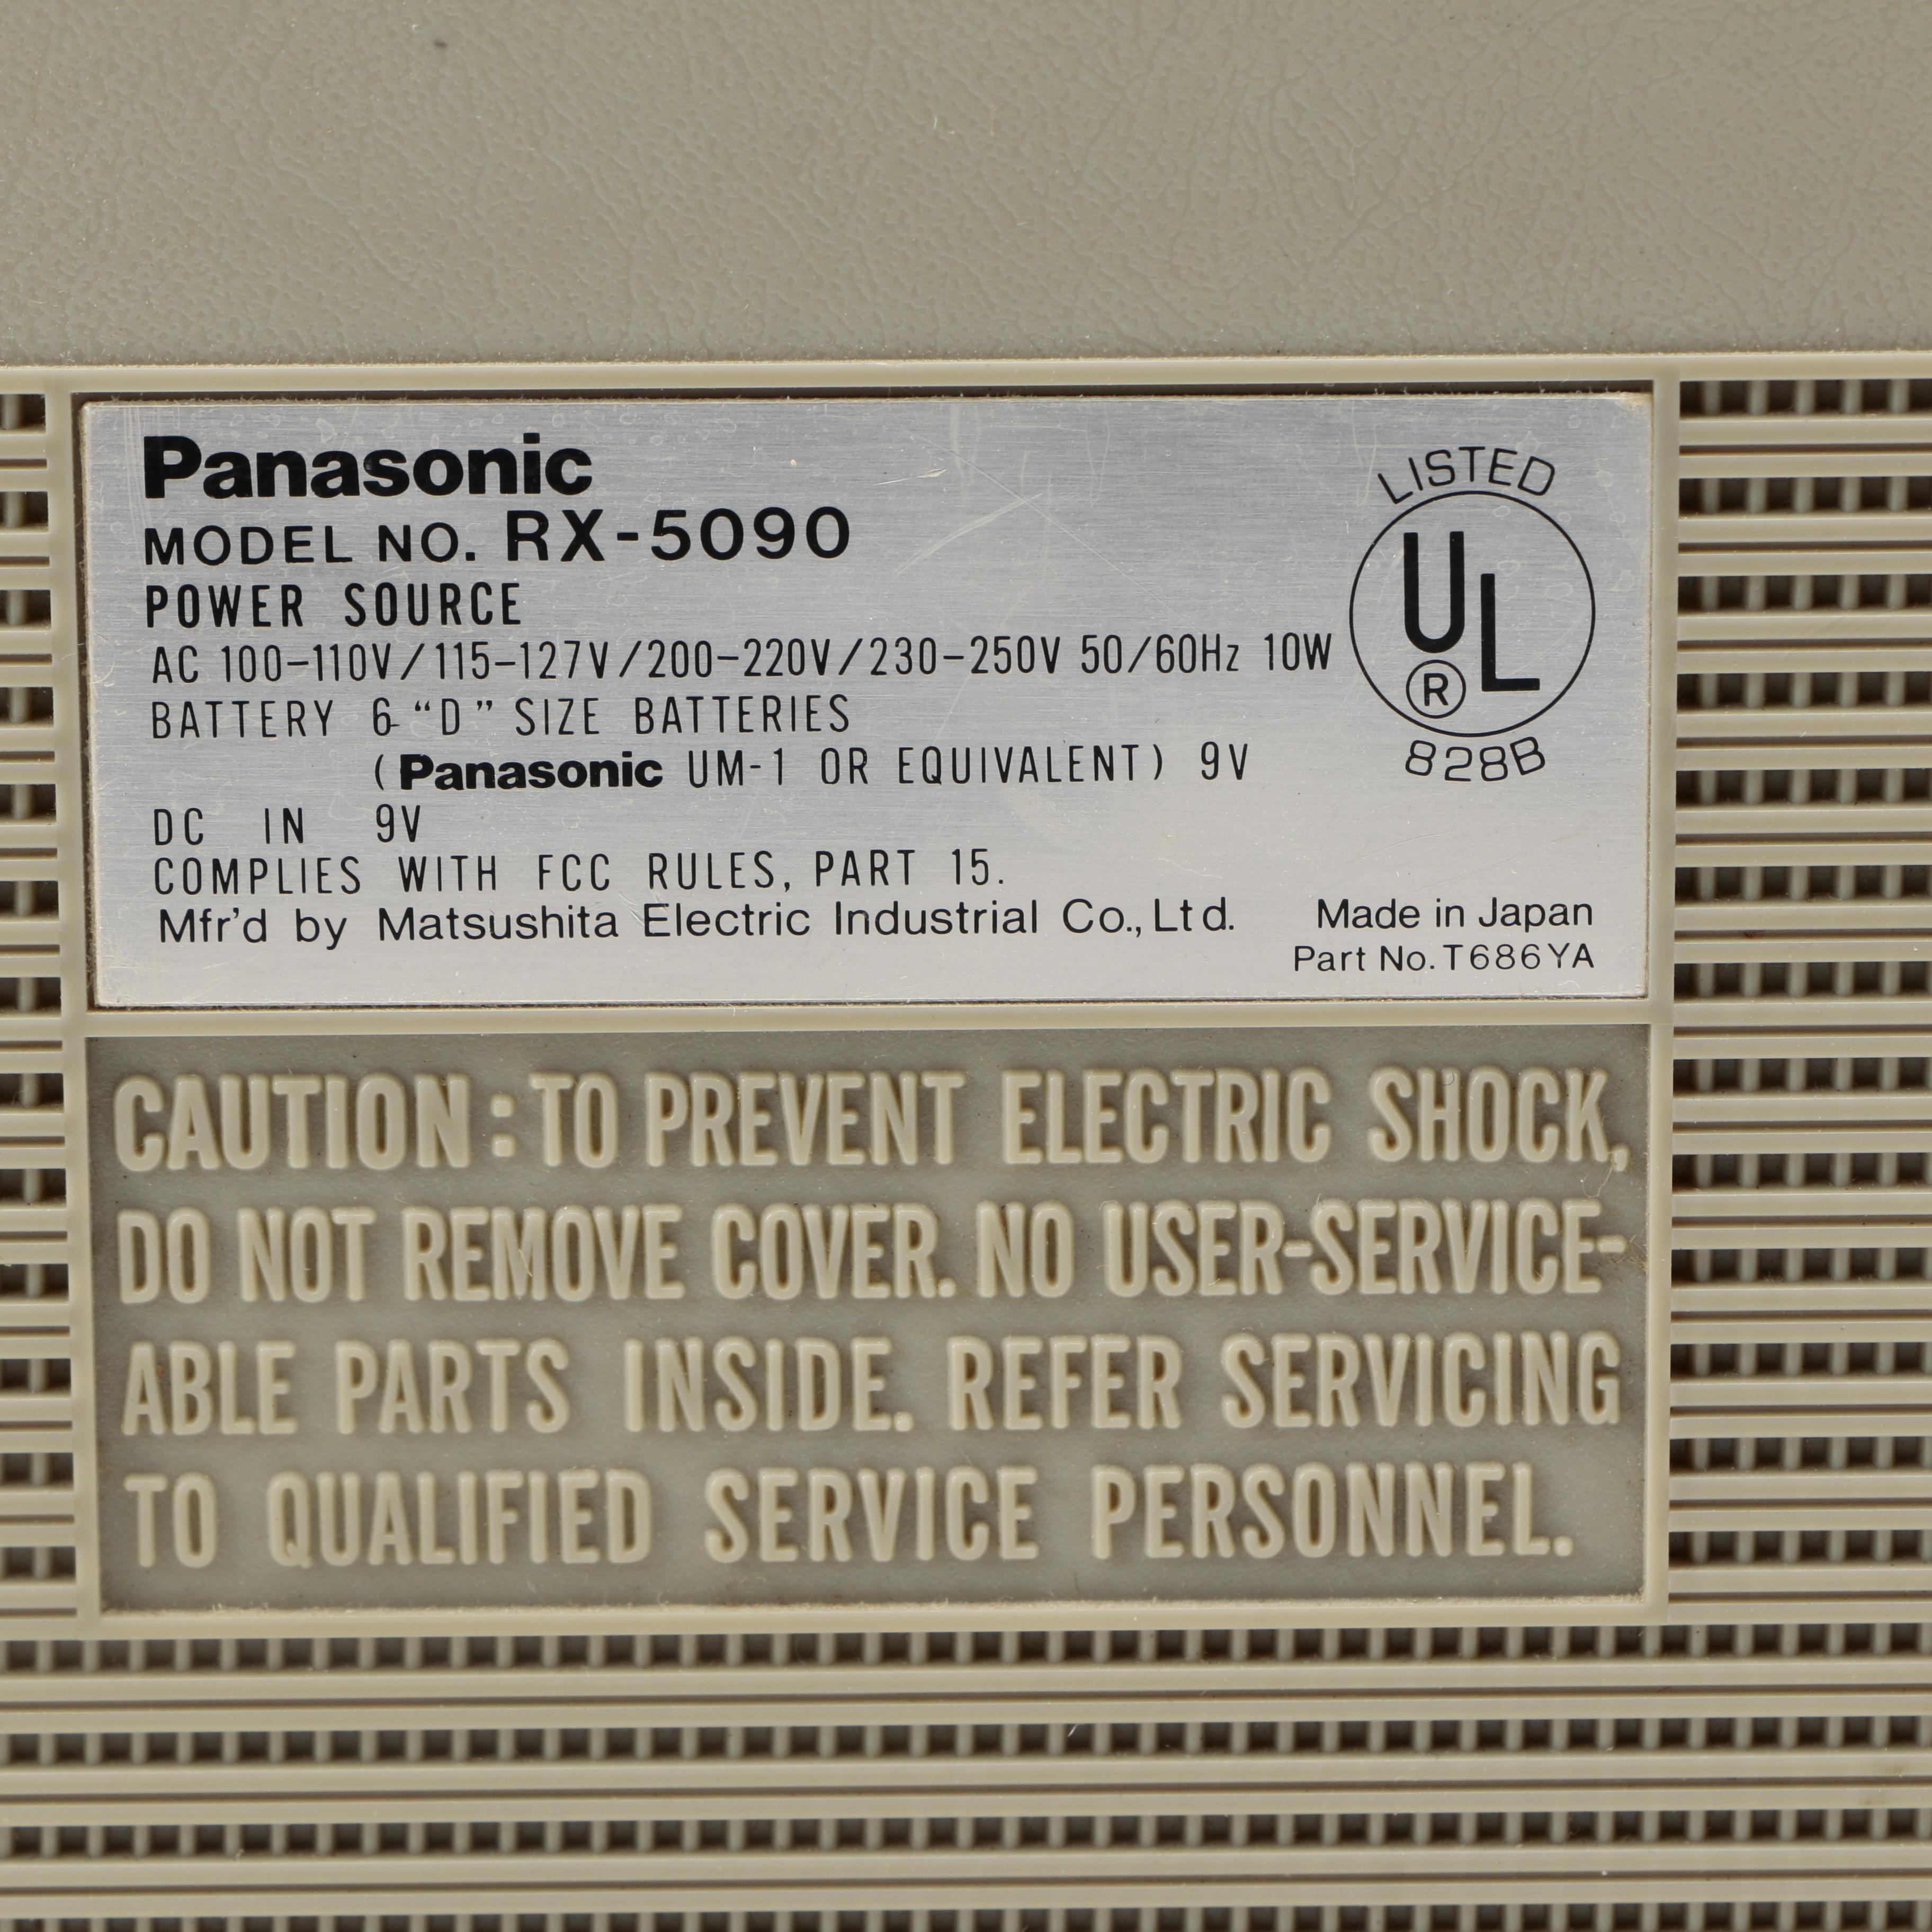 Panasonic
MODEL NO. RX-5090
POWER SOURCE
AC 100-110V/115-127V/200-220V/230-250V 50/60Hz 10W
BATTERY 6 "D" SIZE BATTERIES
(Panasonic UM-1 OR EQUIVALENT) 9V
DC IN 9V
COMPLIES WITH FCC RULES, PART 15.
Mfr'd by Matsushita Electric Industrial Co., Ltd.
LISTED
UL
®
828B
Made in Japan
Part No. T686YA
CAUTION: TO PREVENT ELECTRIC SHOCK,
DO NOT REMOVE COVER. NO USER-SERVICE-
ABLE PARTS INSIDE. REFER SERVICING
TO QUALIFIED SERVICE PERSONNEL.